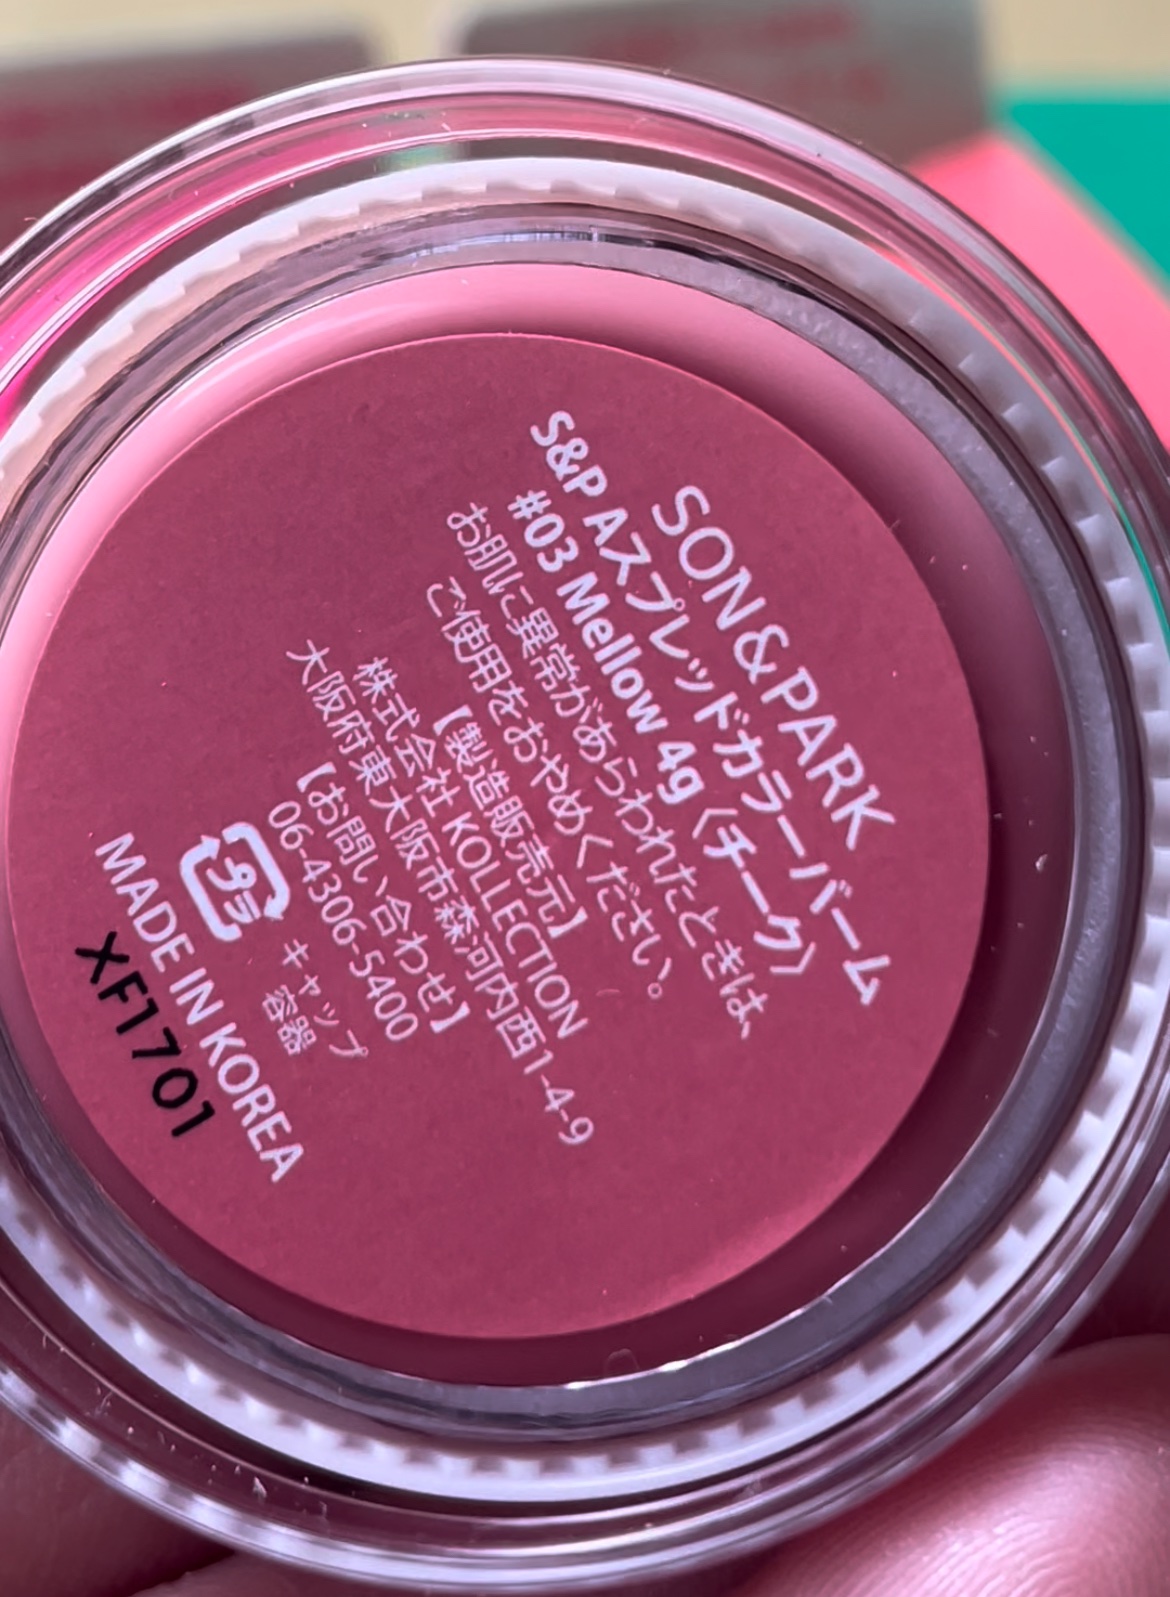 SON&PARK
S&P Aスプレッドカラーバーム
#03 Mellow 4g〈チーク〉
お肌に異常があらわれたときは、
ご使用をおやめください。
【製造販売元】
株式会社 KOLLECTION
大阪府東大阪市森河内西1-4-9
【お問い合わせ】
06-4306-5400
プラ キャップ
容器
MADE IN KOREA
XF1701